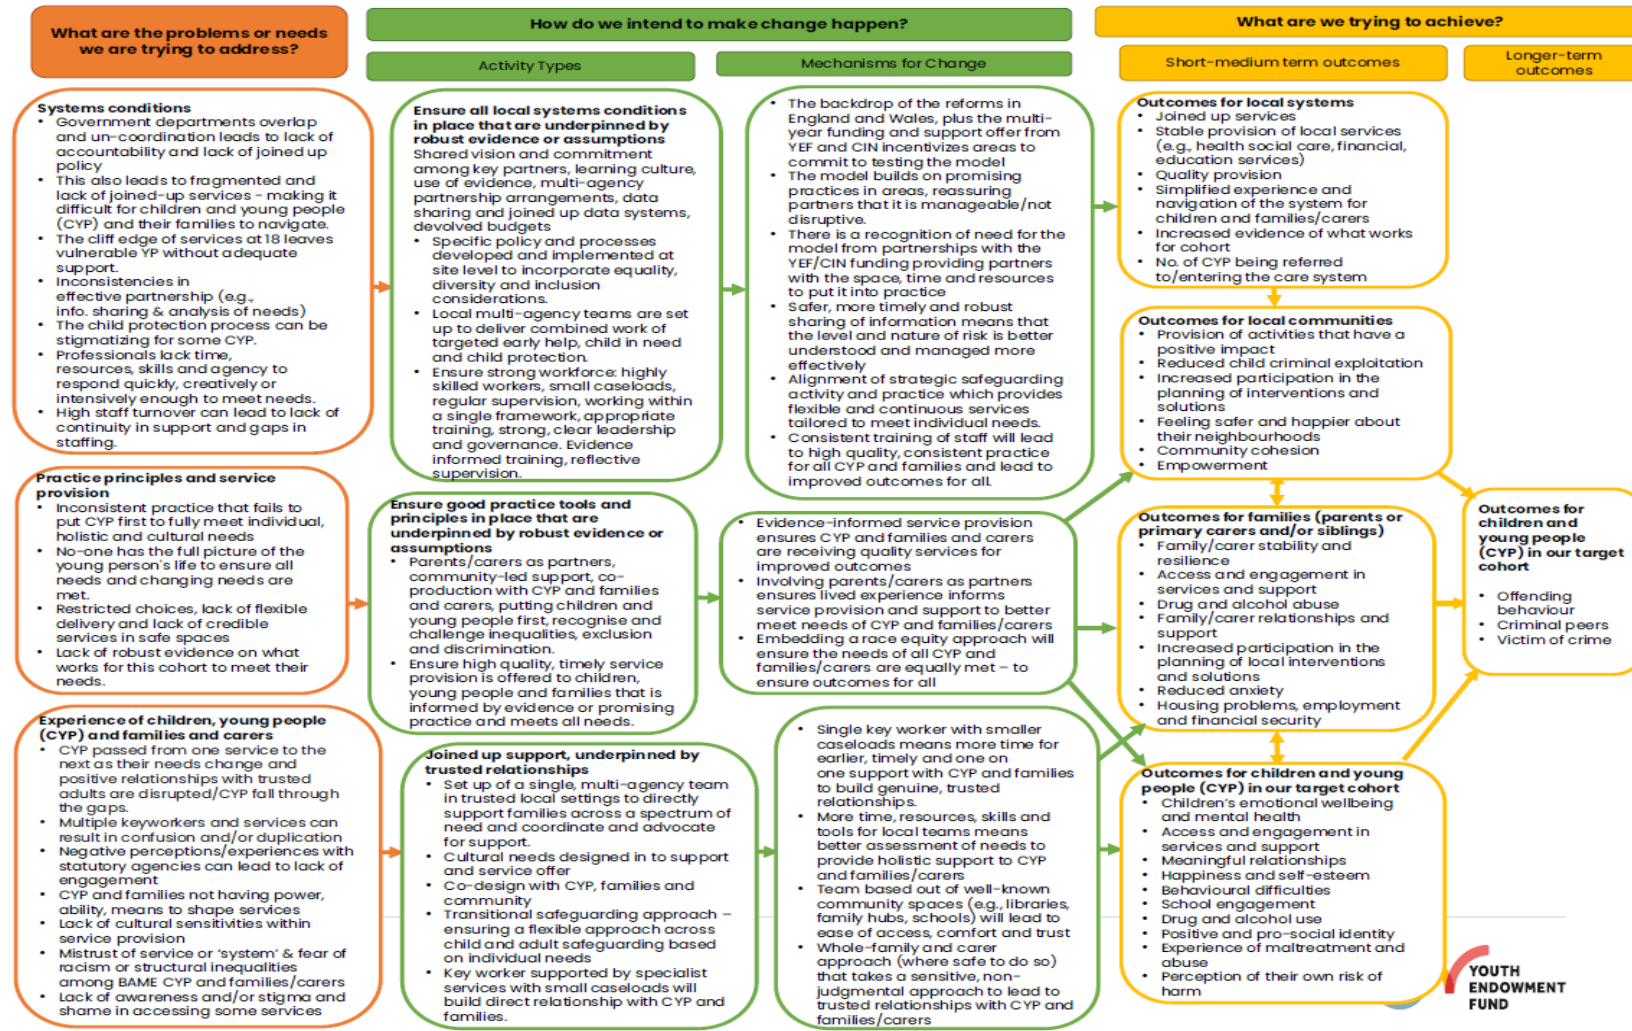 What are the problems or needs
we are trying to address?
How do we intend to make change happen?
What are we trying to achieve?
Activity Types
Mechanisms for Change
Short-medium term outcomes
Longer-term
outcomes
Systems conditions
• Government departments overlap
and un-coordination leads to lack of
accountability and lack of joined up
policy
• This also leads to fragmented and
lack of joined-up services - making it
difficult for children and young people
(CYP) and their families to navigate.
• The cliff edge of services at 18 leaves
vulnerable YP without adequate
support.
• Inconsistencies in
effective partnership (e.g.,
info. sharing & analysis of needs)
• The child protection process can be
stigmatizing for some CYP.
• Professionals lack time,
resources, skills and agency to
respond quickly, creatively or
intensively enough to meet needs.
• High staff turnover can lead to lack of
continuity in support and gaps in
staffing.
Practice principles and service
provision
• Inconsistent practice that fails to
put CYP first to fully meet individual,
holistic and cultural needs
• No-one has the full picture of the
young person's life to ensure all
needs and changing needs are
met.
• Restricted choices, lack of flexible
delivery and lack of credible
services in safe spaces
• Lack of robust evidence on what
works for this cohort to meet their
needs.
Experience of children, young people
(CYP) and families and carers
• CYP passed from one service to the
next as their needs change and
positive relationships with trusted
adults are disrupted/CYP fall through
the gaps.
• Multiple keyworkers and services can
result in confusion and/or duplication
• Negative perceptions/experiences with
statutory agencies can lead to lack of
engagement
• CYP and families not having power,
ability, means to shape services
• Lack of cultural sensitivities within
service provision
• Mistrust of service or 'system' & fear of
racism or structural inequalities
among BAME CYP and families/carers
• Lack of awareness and/or stigma and
shame in accessing some services
Ensure all local systems conditions
in place that are underpinned by
robust evidence or assumptions
Shared vision and commitment
among key partners, learning culture,
use of evidence, multi-agency
partnership arrangements, data
sharing and joined up data systems,
devolved budgets
• Specific policy and processes
developed and implemented at
site level to incorporate equality,
diversity and inclusion
considerations.
• Local multi-agency teams are set
up to deliver combined work of
targeted early help, child in need
and child protection.
• Ensure strong workforce: highly
skilled workers, small caseloads,
regular supervision, working within
a single framework, appropriate
training, strong, clear leadership
and governance. Evidence
informed training, reflective
supervision.
Ensure good practice tools and
principles in place that are
underpinned by robust evidence or
assumptions
• Parents/carers as partners,
community-led support, co-
production with CYP and families
and carers, putting children and
young people first, recognise and
challenge inequalities, exclusion
and discrimination.
• Ensure high quality, timely service
provision is offered to children,
young people and families that is
informed by evidence or promising
practice and meets all needs.
Joined up support, underpinned by
trusted relationships
• Set up of a single, multi-agency team
in trusted local settings to directly
support families across a spectrum of
need and coordinate and advocate
for support.
• Cultural needs designed in to support
and service offer
• Co-design with CYP, families and
community
• Transitional safeguarding approach –
ensuring a flexible approach across
child and adult safeguarding based
on individual needs
• Key worker supported by specialist
services with small caseloads will
build direct relationship with CYP and
families.
• The backdrop of the reforms in
England and Wales, plus the multi-
year funding and support offer from
YEF and CIN incentivizes areas to
commit to testing the model
• The model builds on promising
practices in areas, reassuring
partners that it is manageable/not
disruptive.
• There is a recognition of need for the
model from partnerships with the
YEF/CIN funding providing partners
with the space, time and resources
to put it into practice
• Safer, more timely and robust
sharing of information means that
the level and nature of risk is better
understood and managed more
effectively
• Alignment of strategic safeguarding
activity and practice which provides
flexible and continuous services
tailored to meet individual needs.
• Consistent training of staff will lead
to high quality, consistent practice
for all CYP and families and lead to
improved outcomes for all.
• Evidence-informed service provision
ensures CYP and families and carers
are receiving quality services for
improved outcomes
• Involving parents/carers as partners
ensures lived experience informs
service provision and support to better
meet needs of CYP and families/carers
• Embedding a race equity approach will
ensure the needs of all CYP and
families/carers are equally met – to
ensure outcomes for all
• Single key worker with smaller
caseloads means more time for
earlier, timely and one on
one support with CYP and families
to build genuine, trusted
relationships.
• More time, resources, skills and
tools for local teams means
better assessment of needs to
provide holistic support to CYP
and families/carers
• Team based out of well-known
community spaces (e.g., libraries,
family hubs, schools) will lead to
ease of access, comfort and trust
• Whole-family and carer
approach (where safe to do so)
that takes a sensitive, non-
judgmental approach to lead to
trusted relationships with CYP and
families/carers
Outcomes for local systems
• Joined up services
• Stable provision of local services
(e.g., health social care, financial,
education services)
• Quality provision
• Simplified experience and
navigation of the system for
children and families/carers
• Increased evidence of what works
for cohort
• No. of CYP being referred
to/entering the care system
Outcomes for local communities
• Provision of activities that have a
positive impact
• Reduced child criminal exploitation
• Increased participation in the
planning of interventions and
solutions
• Feeling safer and happier about
their neighbourhoods
• Community cohesion
• Empowerment
Outcomes for families (parents or
primary carers and/or siblings)
• Family/carer stability and
resilience
• Access and engagement in
services and support
• Drug and alcohol abuse
• Family/carer relationships and
support
• Increased participation in the
planning of local interventions
and solutions
• Reduced anxiety
• Housing problems, employment
and financial security
Outcomes for children and young
people (CYP) in our target cohort
• Children's emotional wellbeing
and mental health
• Access and engagement in
services and support
• Meaningful relationships
• Happiness and self-esteem
• Behavioural difficulties
• School engagement
• Drug and alcohol use
• Positive and pro-social identity
• Experience of maltreatment and
abuse
• Perception of their own risk of
harm
Outcomes for
children and
young people
(CYP) in our target
cohort
• Offending
behaviour
• Criminal peers
• Victim of crime
YOUTH
ENDOWMENT
FUND